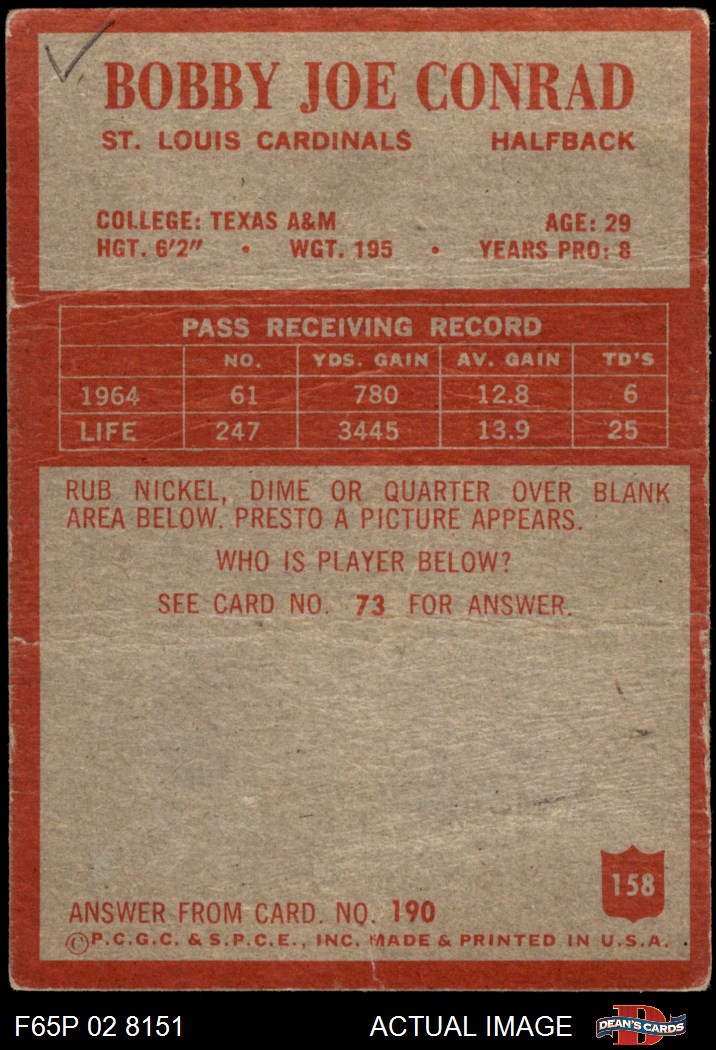 BOBBY JOE CONRAD
ST. LOUIS CARDINALS HALFBACK
COLLEGE: TEXAS A&M AGE: 29
HGT. 6'2" • WGT. 195 • YEARS PRO: 8
PASS RECEIVING RECORD
NO. YDS. GAIN AV. GAIN TD'S
1964 61 780 12.8 6
LIFE 247 3445 13.9 25
RUB NICKEL, DIME OR QUARTER OVER BLANK
AREA BELOW. PRESTO A PICTURE APPEARS.
WHO IS PLAYER BELOW?
SEE CARD NO. 73 FOR ANSWER.
158
ANSWER FROM CARD. NO. 190
©P.C.G.C. & S.P.C.E., INC. MADE & PRINTED IN U.S.A.
F65P 02 8151 ACTUAL IMAGE DEAN'S CARDS